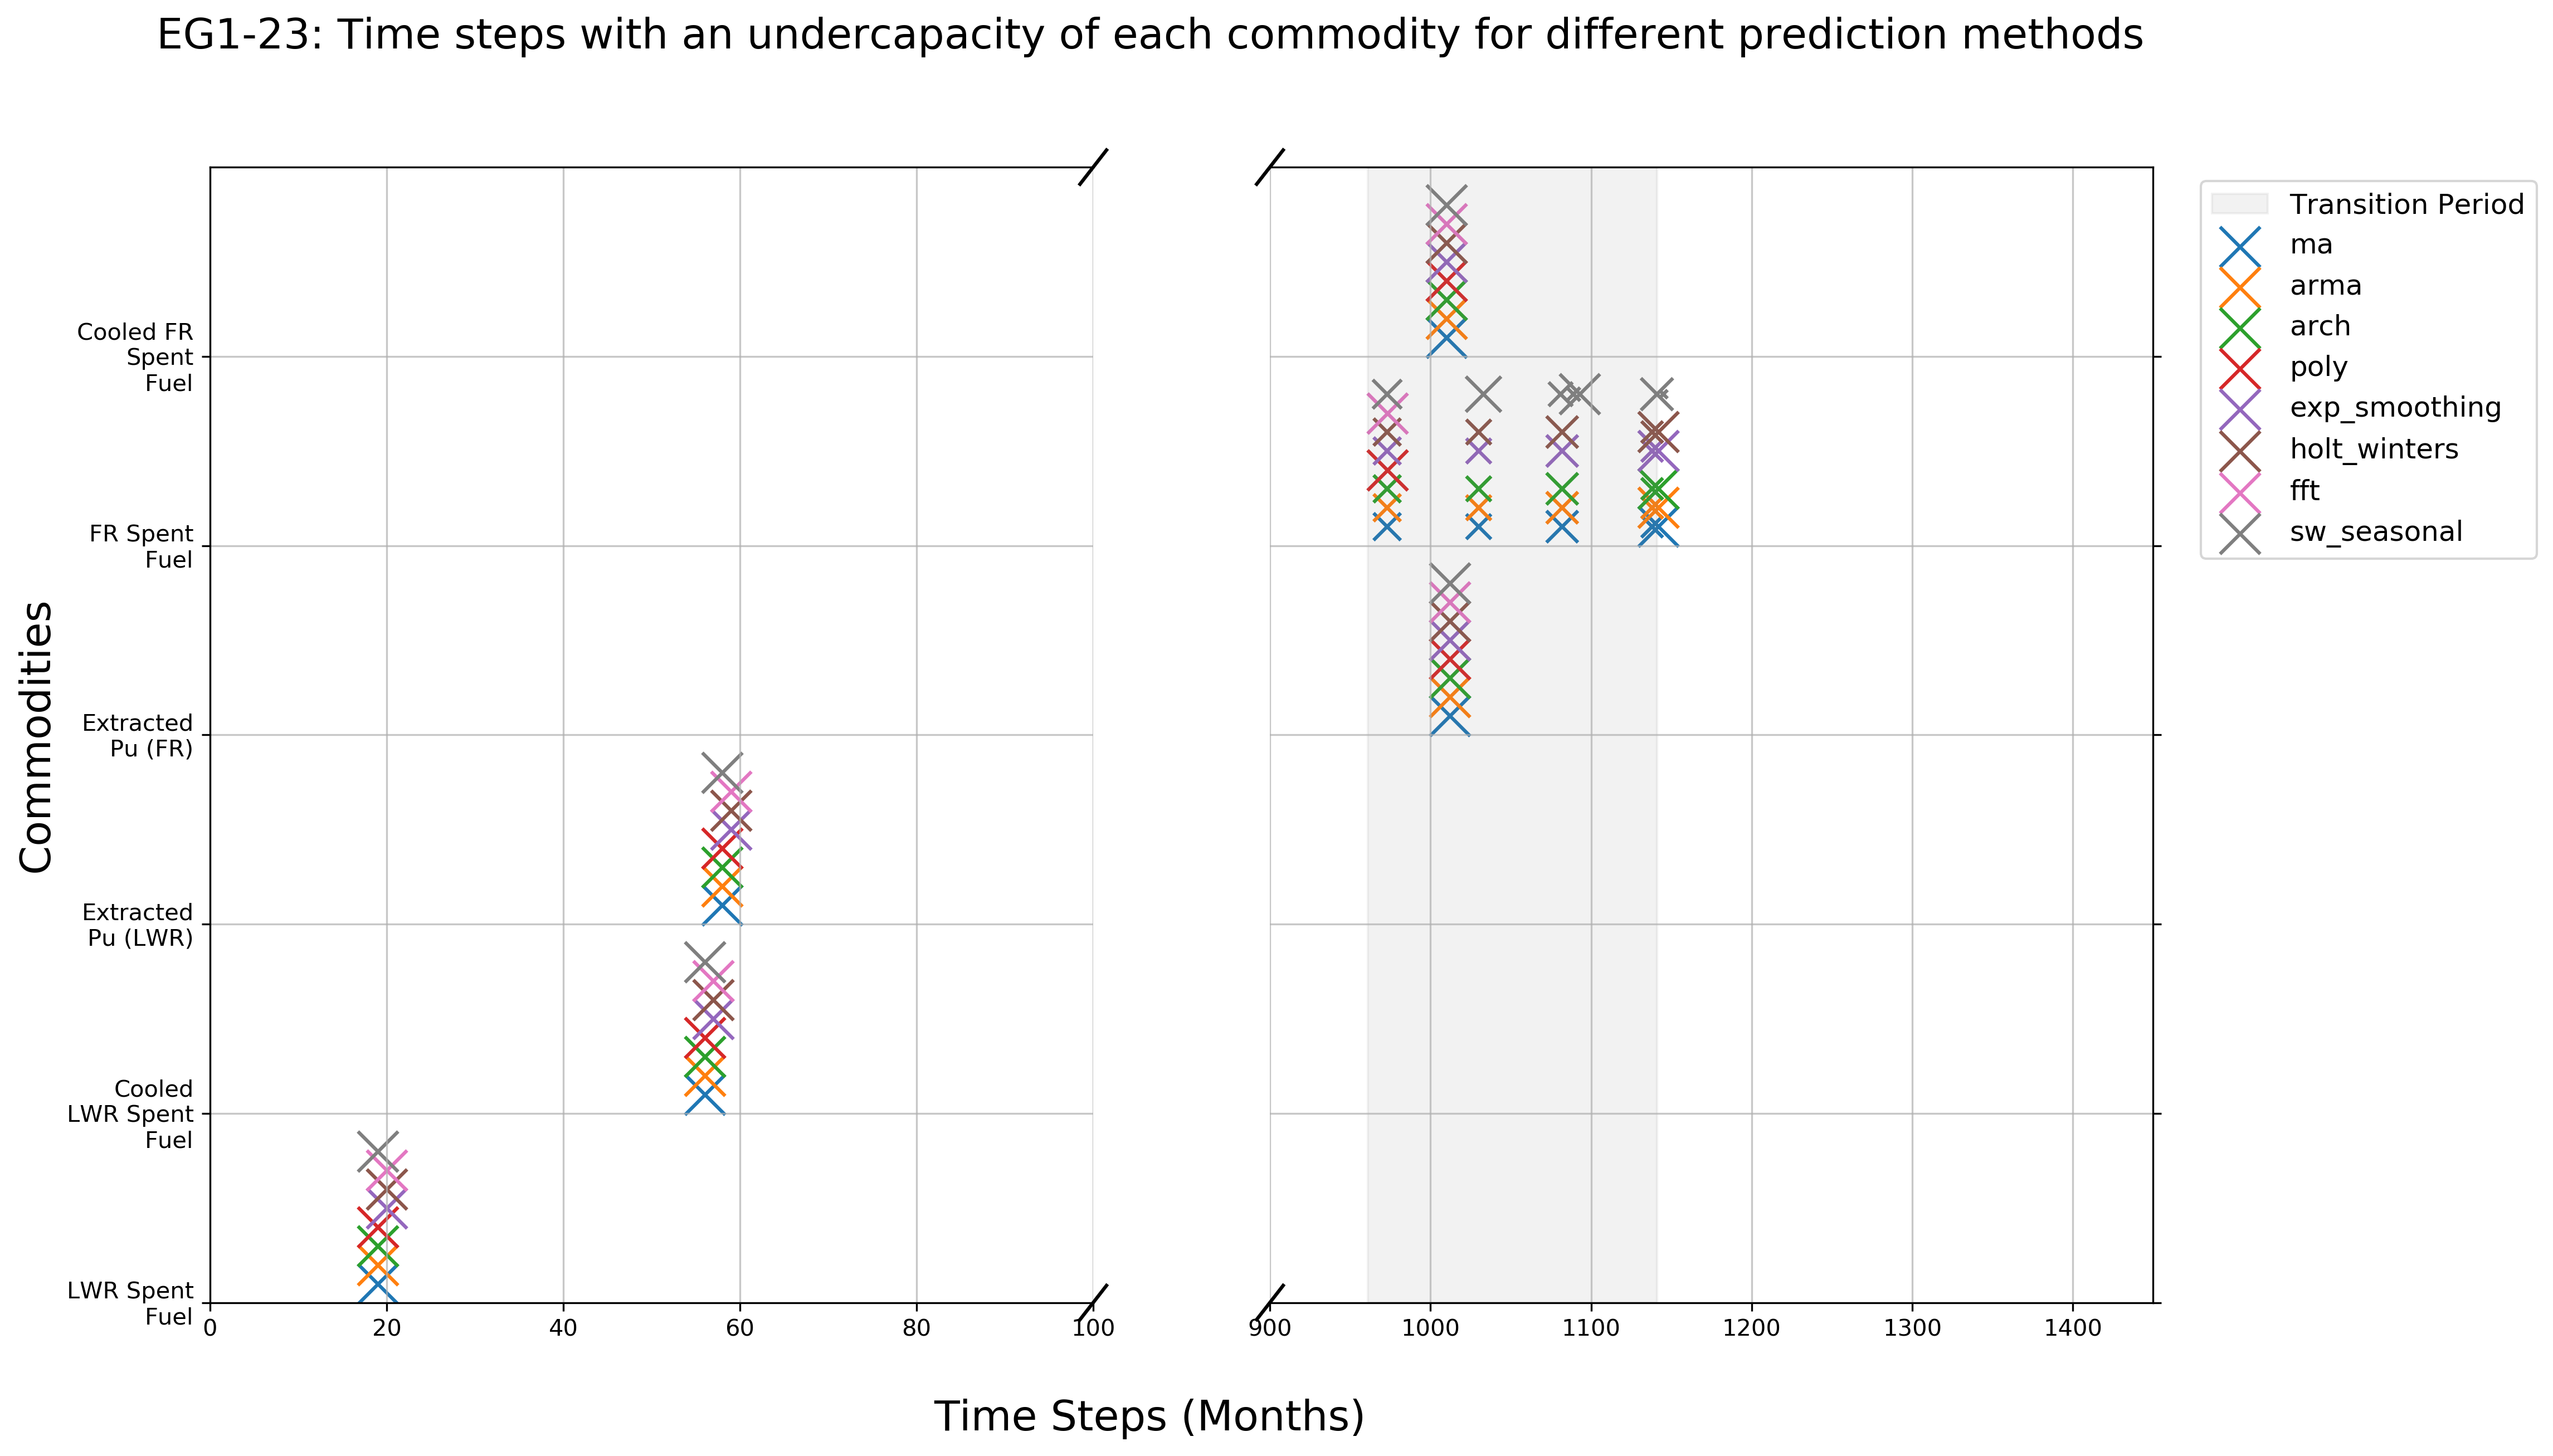 EG1-23: Time steps with an undercapacity of each commodity for different prediction methods
Commodities
Cooled FR
Spent
Fuel
FR Spent
Fuel
Extracted
Pu (FR)
Extracted
Pu (LWR)
Cooled
LWR Spent
Fuel
LWR Spent
Fuel
0 20 40 60 80 100 900 1000 1100 1200 1300 1400
Time Steps (Months)
Transition Period
ma
arma
arch
poly
exp_smoothing
holt_winters
fft
sw_seasonal